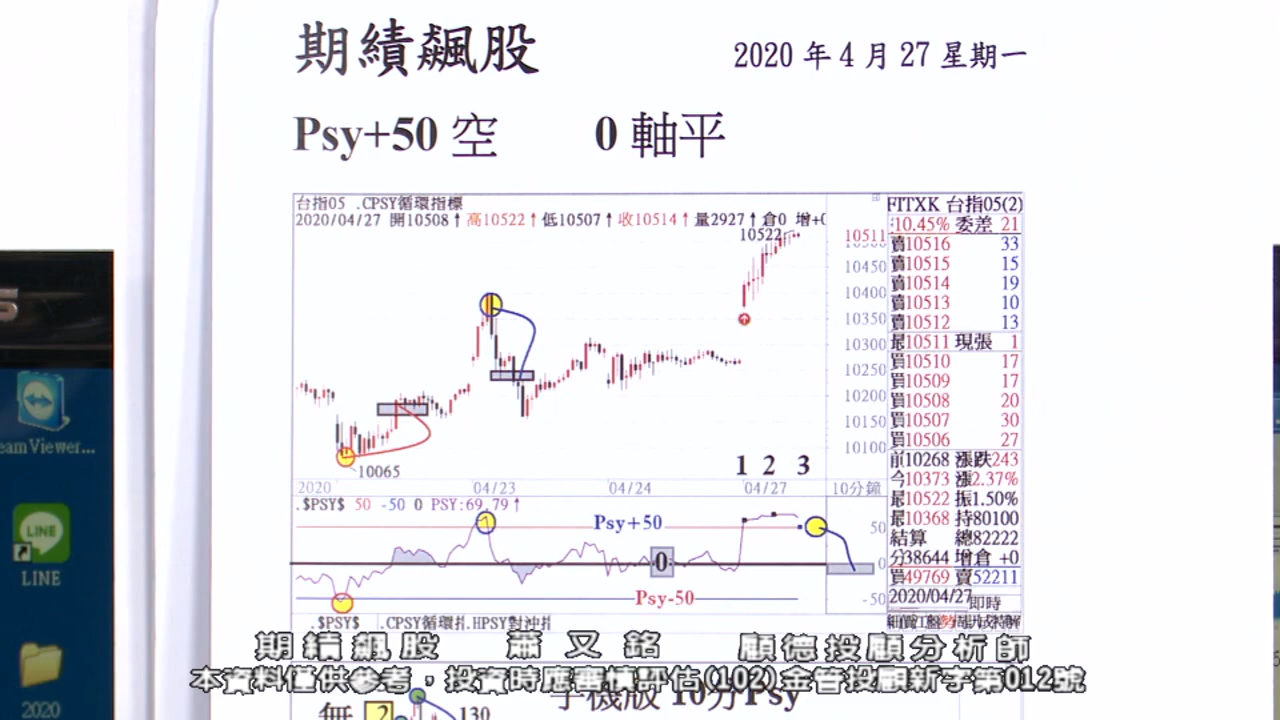 期績飆股
2020年4月27星期一
Psy+50空 0軸平
台指05 .CPSY循環指標
2020/04/27 開10508↑ 高10522↑ 低10507↑ 收10514↑ 量2927↑ 倉0 增+0
10522
10511
10450
10400
10350
10300
10250
10200
10150
10100
10065
1 2 3
2020 04/23 04/24 04/27 10分鐘
.$PSY$ 50 -50 0 PSY:69.79↑
Psy+50
50
0
0
Psy-50
-50
.$PSY$ .CPSY循環指.HPSY對沖指
FITXK 台指05(2)
10.45% 委差 21
賣10516 33
賣10515 15
賣10514 19
賣10513 10
賣10512 13
最10511 現張 1
買10510 17
買10509 17
買10508 20
買10507 30
買10506 27
前10268 漲跌243
今10373 漲2.37%
最10522 振1.50%
最10368 持80100
結算 總82222
分38644 增倉 +0
買49769 賣52211
2020/04/27即時
期績飆股 蕭又銘 顧德投顧分析師
本資料僅供參考，投資時應審慎評估(102)金管投顧新字第012號
手機版 10分Psy
無 2 130
eamViewer...
LINE
2020